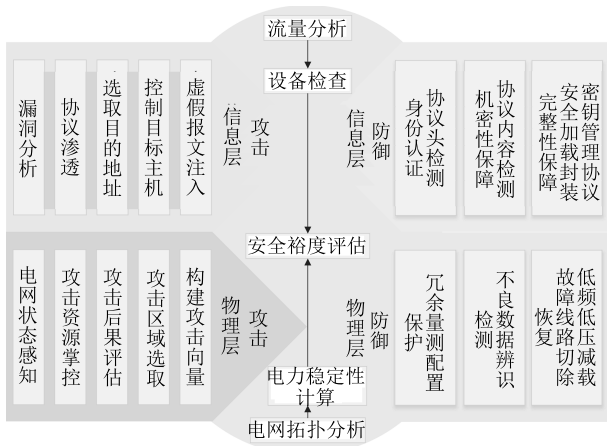 流量分析
设备检查
漏洞分析
协议渗透
选取目的地址
控制目标主机
虚假报文注入
信息层
攻击
信息层
防御
协议头检测
身份认证
协议内容检测
机密性保障
密钥管理协议
安全加载封装
完整性保障
安全裕度评估
电网状态感知
攻击资源掌控
攻击后果评估
攻击区域选取
构建攻击向量
物理层
攻击
物理层
防御
冗余量测配置
保护
不良数据辨识
检测
低频低压减载
故障线路切除
恢复
电力稳定性
计算
电网拓扑分析